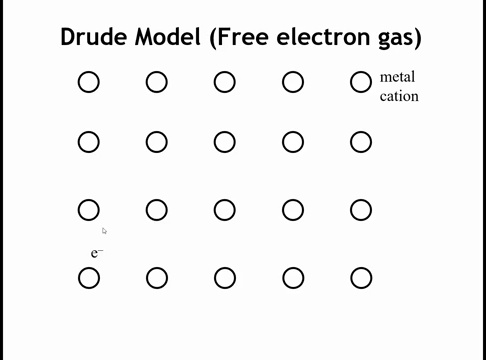 Drude Model (Free electron gas)
metal
cation
e⁻